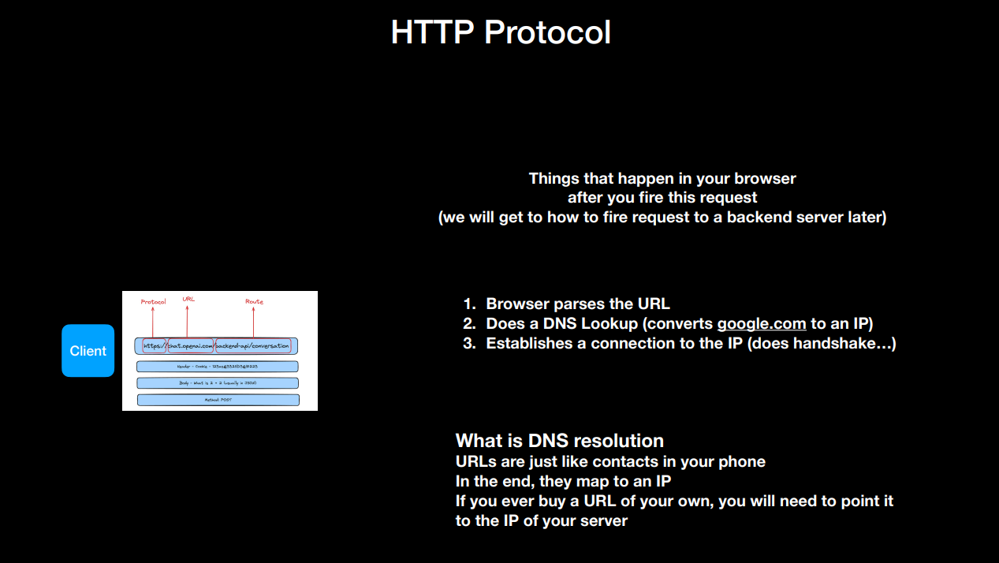 HTTP Protocol
Things that happen in your browser
after you fire this request
(we will get to how to fire request to a backend server later)
Client
Protocol
URL
Route
https://chat.openai.com/backend-api/conversation
Header - Cookie -
Body - What is 2 + 2 (usually is JSON)
Method: POST
1. Browser parses the URL
2. Does a DNS Lookup (converts google.com to an IP)
3. Establishes a connection to the IP (does handshake…)
What is DNS resolution
URLs are just like contacts in your phone
In the end, they map to an IP
If you ever buy a URL of your own, you will need to point it
to the IP of your server